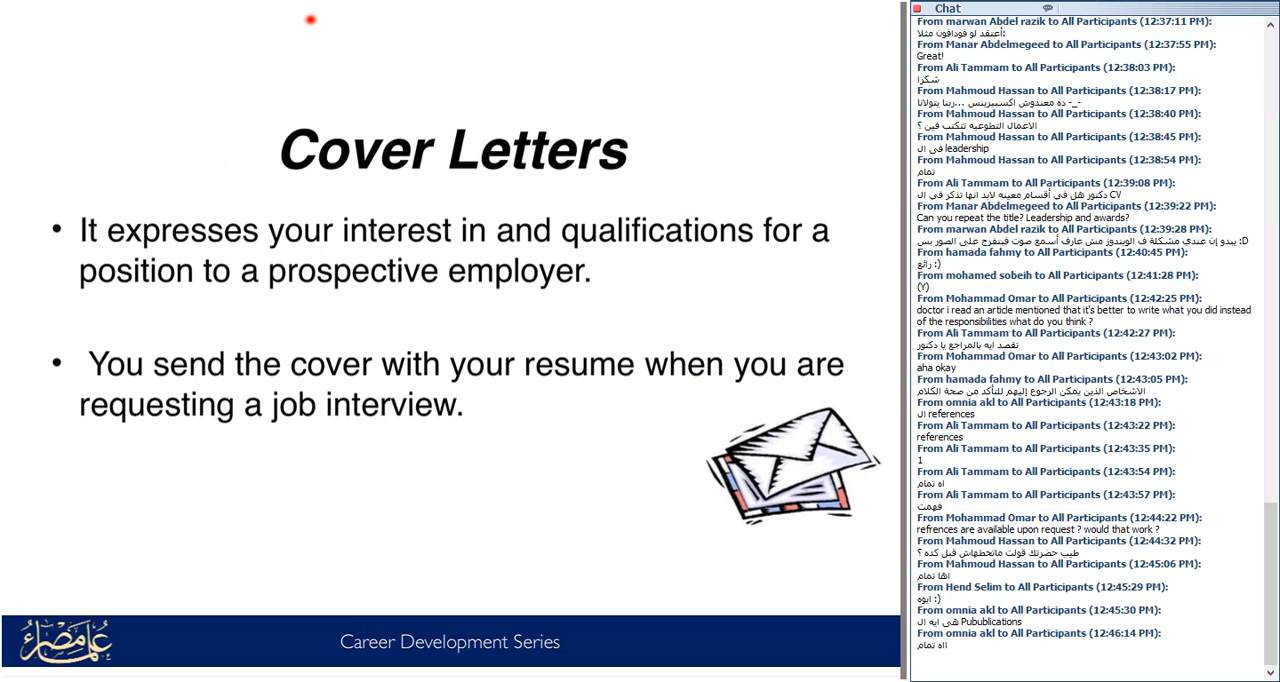 Cover Letters
• It expresses your interest in and qualifications for a
position to a prospective employer.
• You send the cover with your resume when you are
requesting a job interview.
علماء مصر
Career Development Series
Chat
From marwan Abdel razik to All Participants (12:37:11 PM):
أعتقد لو فودافون مثلا:
From Manar Abdelmegeed to All Participants (12:37:55 PM):
Great!
From Ali Tammam to All Participants (12:38:03 PM):
شكرا
From Mahmoud Hassan to All Participants (12:38:17 PM):
ده معندوش اكسبيرينس ...ربنا يتولانا -_-
From Mahmoud Hassan to All Participants (12:38:40 PM):
الاعمال التطوعيه تتكتب فين ؟
From Mahmoud Hassan to All Participants (12:38:45 PM):
فى ال leadership
From Mahmoud Hassan to All Participants (12:38:54 PM):
تمام
From Ali Tammam to All Participants (12:39:08 PM):
دكتور هل في أقسام معينه لابد انها تذكر في ال CV
From Manar Abdelmegeed to All Participants (12:39:22 PM):
Can you repeat the title? Leadership and awards?
From marwan Abdel razik to All Participants (12:39:28 PM):
يبدو إن عندي مشكلة ف الويندوز مش عارف أسمع صوت فبتفرج على الصور بس :D
From hamada fahmy to All Participants (12:40:45 PM):
رائع :)
From mohamed sobeih to All Participants (12:41:28 PM):
(Y)
From Mohammad Omar to All Participants (12:42:25 PM):
doctor i read an article mentioned that it's better to write what you did instead
of the responsibilities what do you think ?
From Ali Tammam to All Participants (12:42:27 PM):
تقصد ايه بالمراجع يا دكتور
From Mohammad Omar to All Participants (12:43:02 PM):
aha okay
From hamada fahmy to All Participants (12:43:05 PM):
الاشخاص الذين يمكن الرجوع إليهم للتأكد من صحة الكلام
From omnia akl to All Participants (12:43:18 PM):
ال references
From Ali Tammam to All Participants (12:43:22 PM):
references
From Ali Tammam to All Participants (12:43:35 PM):
1
From Ali Tammam to All Participants (12:43:54 PM):
اه تمام
From Ali Tammam to All Participants (12:43:57 PM):
فهمت
From Mohammad Omar to All Participants (12:44:22 PM):
refrences are available upon request ? would that work ?
From Mahmoud Hassan to All Participants (12:44:32 PM):
طيب حضرتك قولت ماتحطهاش قبل كده ؟
From Mahmoud Hassan to All Participants (12:45:06 PM):
اها تمام
From Hend Selim to All Participants (12:45:29 PM):
ايوه :)
From omnia akl to All Participants (12:45:30 PM):
هى ايه ال Pubublications
From omnia akl to All Participants (12:46:14 PM):
ااه تمام